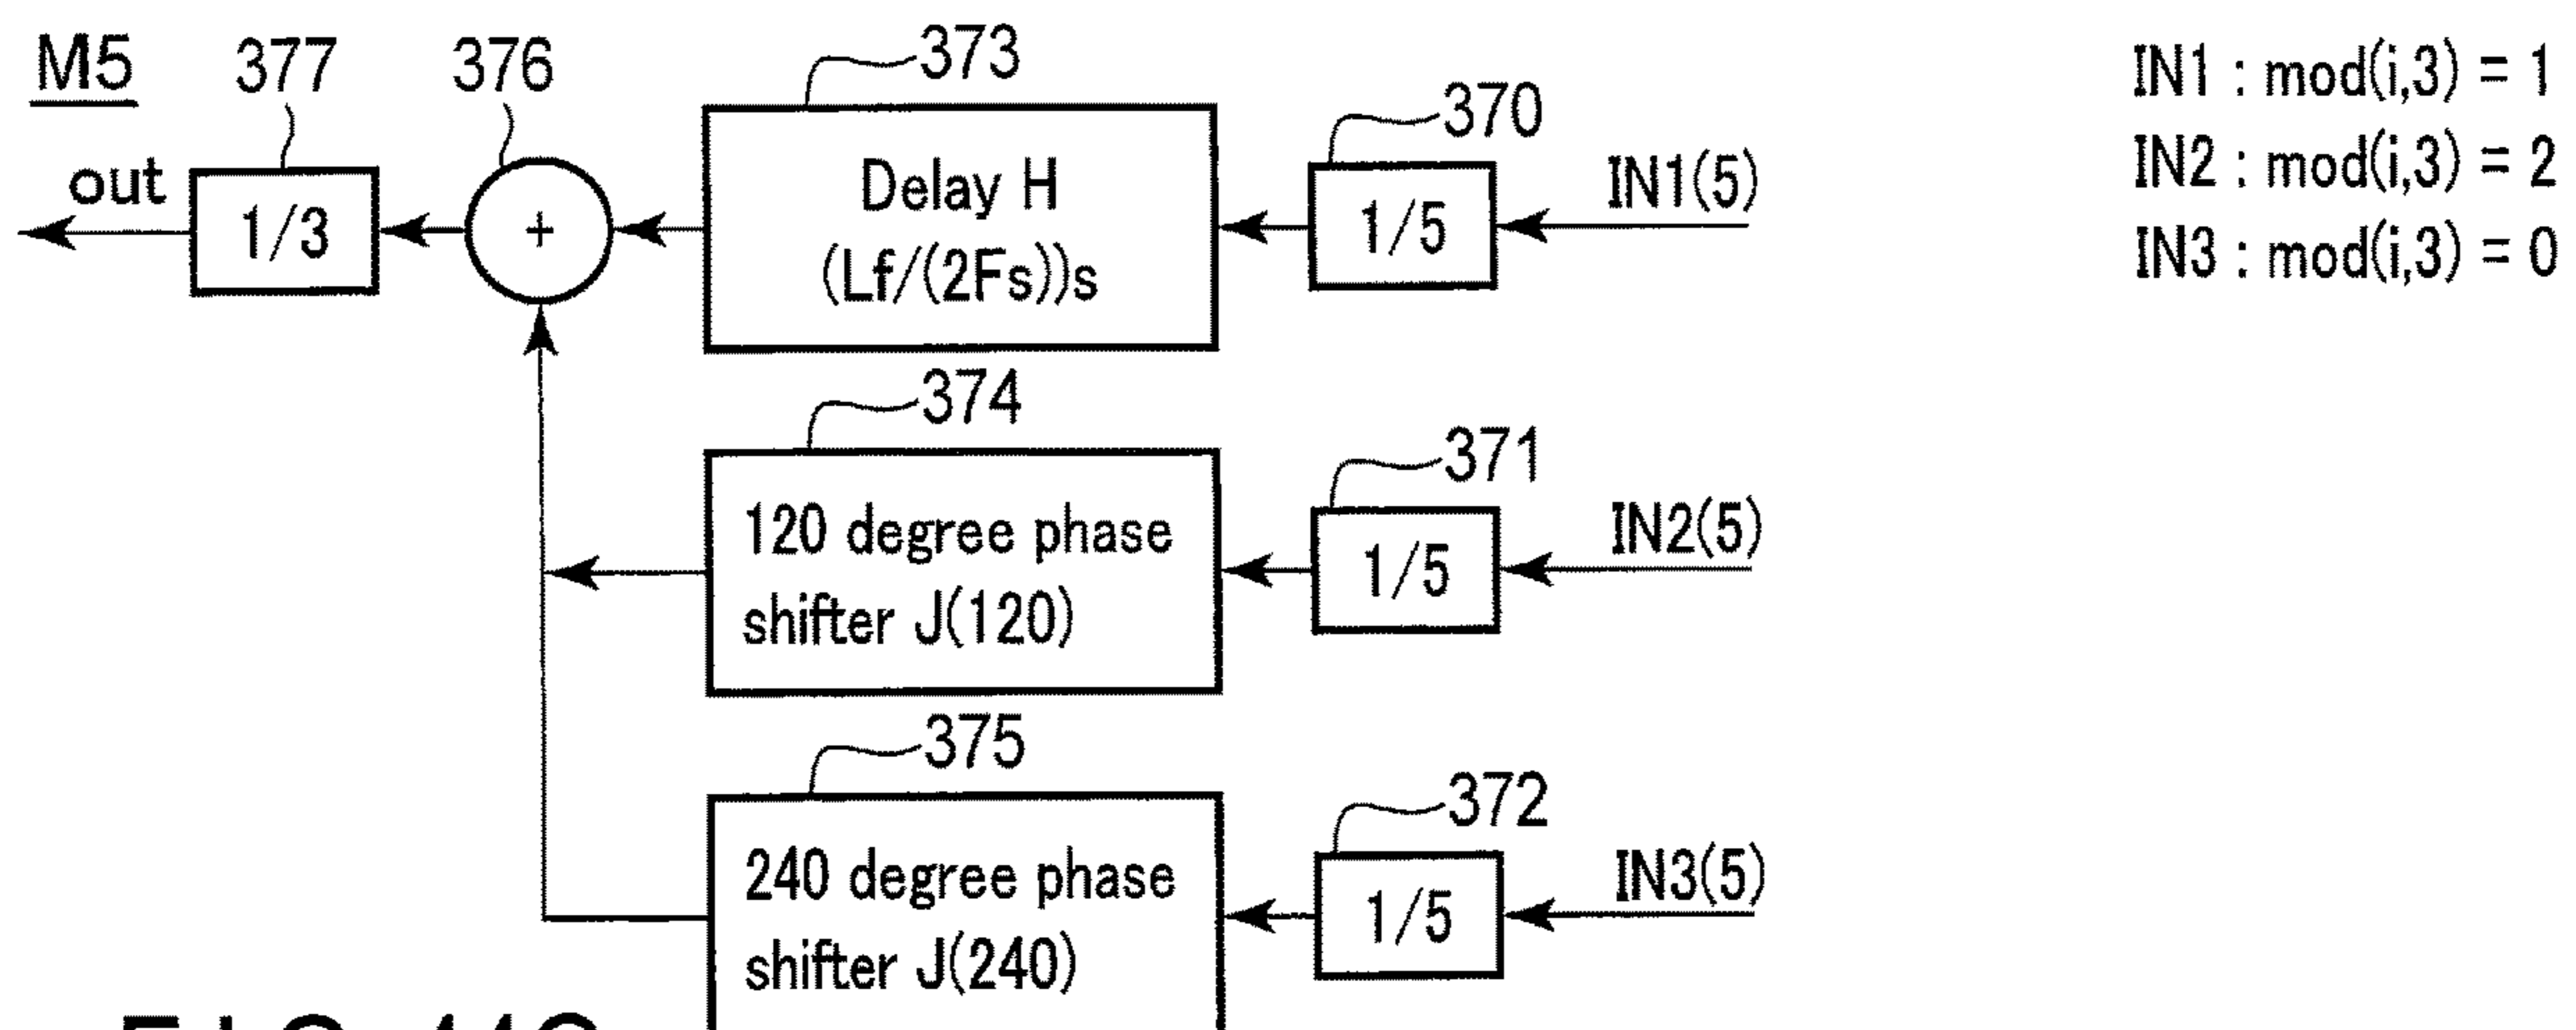 M5
377
376
373
370
IN1 : mod(i,3) = 1
IN2 : mod(i,3) = 2
IN3 : mod(i,3) = 0
out
1/3
+
Delay H
(Lf/(2Fs))s
1/5
IN1(5)
374
371
120 degree phase
shifter J(120)
1/5
IN2(5)
375
372
240 degree phase
shifter J(240)
1/5
IN3(5)